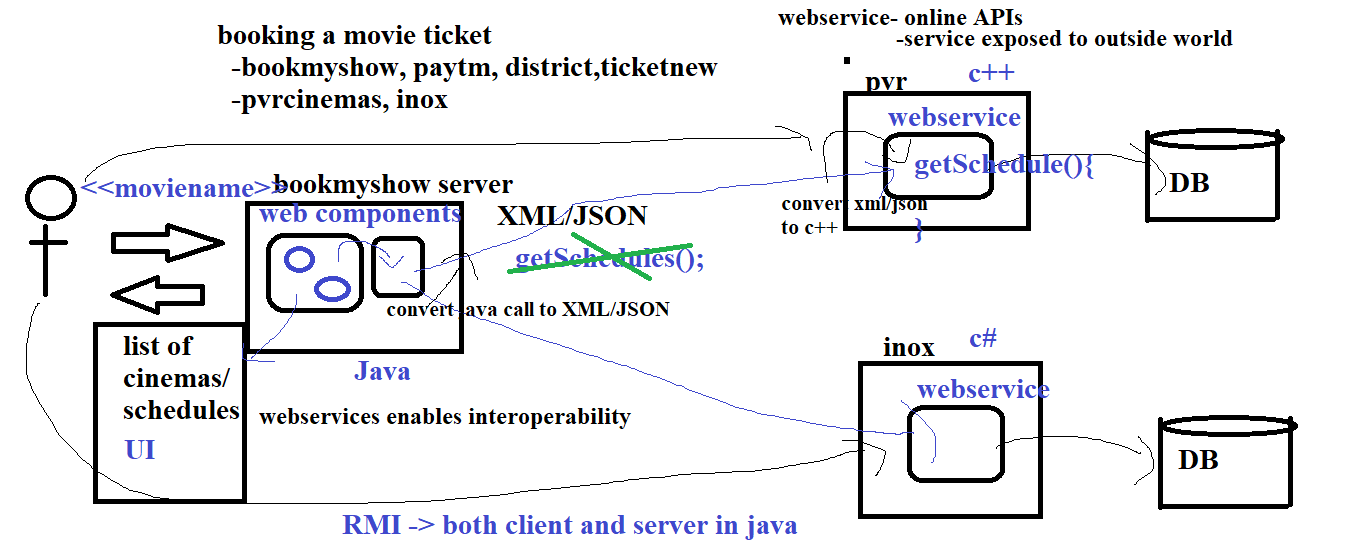 booking a movie ticket
-bookmyshow, paytm, district,ticketnew
-pvrcinemas, inox
webservice- online APIs
-service exposed to outside world
pvr
c++
webservice
getSchedule(){
}
convert xml/json
to c++
DB
<<moviename>>
bookmyshow server
web components
XML/JSON
getSchedules();
convert java call to XML/JSON
Java
list of
cinemas/
schedules
UI
webservices enables interoperability
inox
c#
webservice
DB
RMI -> both client and server in java